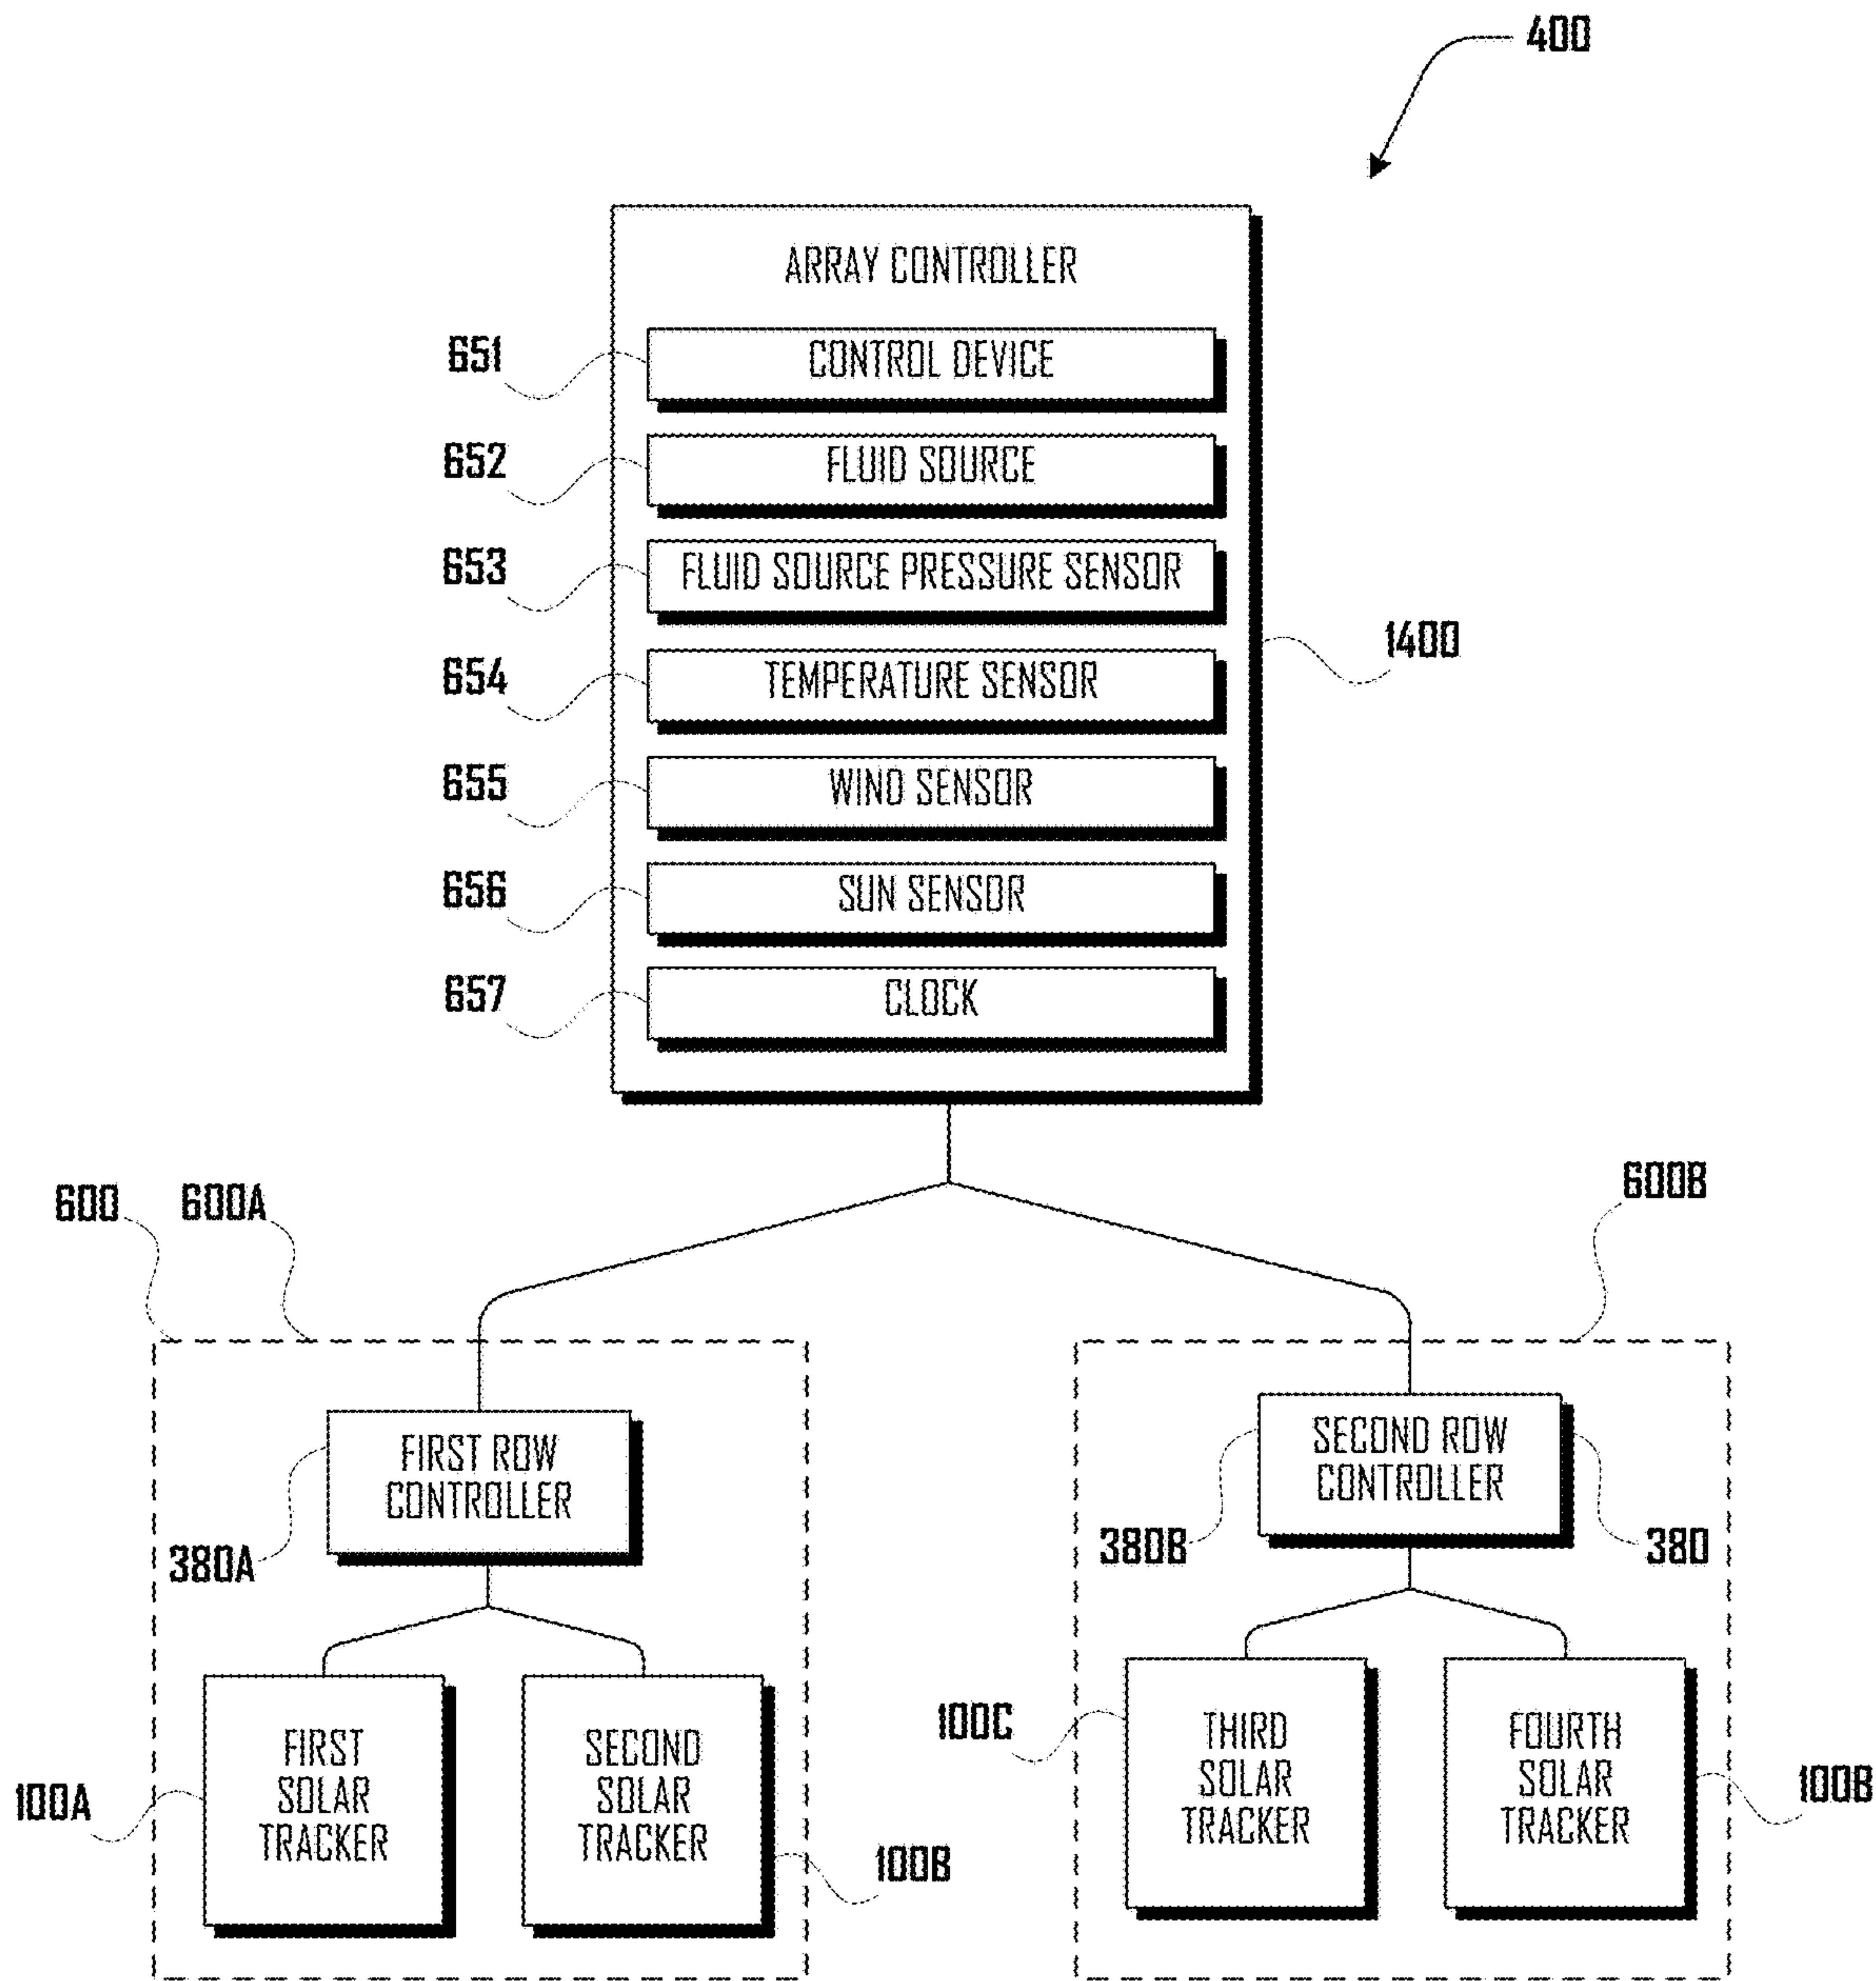 400
ARRAY CONTROLLER
651
CONTROL DEVICE
652
FLUID SOURCE
653
FLUID SOURCE PRESSURE SENSOR
1400
654
TEMPERATURE SENSOR
655
WIND SENSOR
656
SUN SENSOR
657
CLOCK
600
600A
600B
FIRST ROW
CONTROLLER
380A
SECOND ROW
CONTROLLER
380B
380
FIRST
SOLAR
TRACKER
100A
SECOND
SOLAR
TRACKER
100B
100C
THIRD
SOLAR
TRACKER
FOURTH
SOLAR
TRACKER
100B